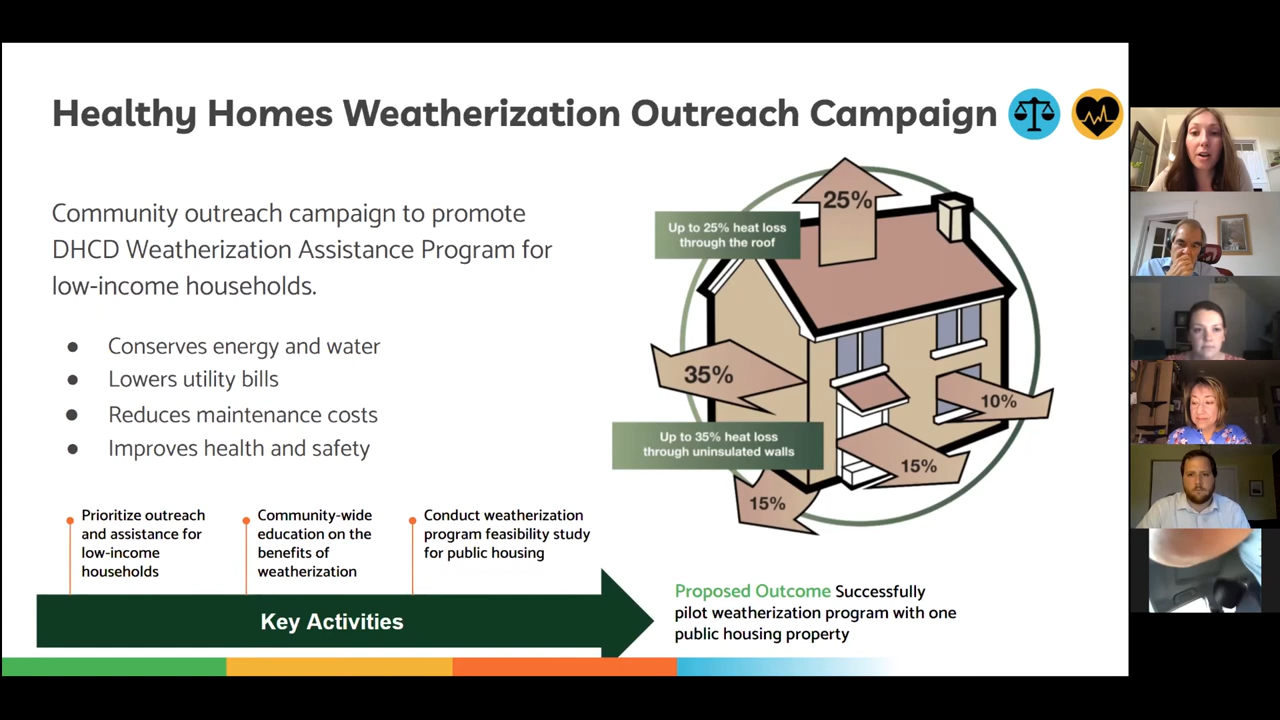 Healthy Homes Weatherization Outreach Campaign
Community outreach campaign to promote
DHCD Weatherization Assistance Program for
low-income households.
● Conserves energy and water
● Lowers utility bills
● Reduces maintenance costs
● Improves health and safety
25%
Up to 25% heat loss
through the roof
35%
10%
Up to 35% heat loss
through uninsulated walls
15%
15%
Prioritize outreach
and assistance for
low-income
households
Community-wide
education on the
benefits of
weatherization
Conduct weatherization
program feasibility study
for public housing
Key Activities
Proposed Outcome Successfully
pilot weatherization program with one
public housing property